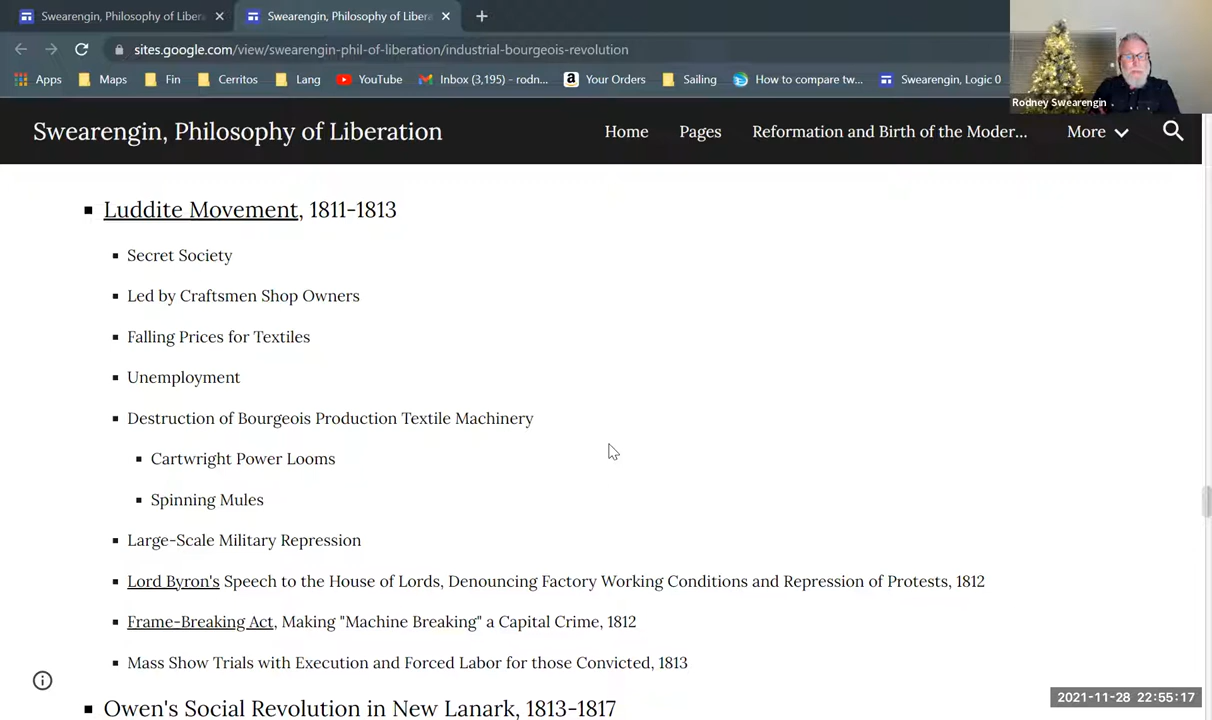 Swearengin, Philosophy of Liber
Swearengin, Philosophy of Libera
sites.google.com/view/swearengin-phil-of-liberation/industrial-bourgeois-revolution
Apps Maps Fin Cerritos Lang YouTube Inbox (3,195) - rodn... Your Orders Sailing How to compare tw... Swearengin, Logic 0
Rodney Swearengin
Swearengin, Philosophy of Liberation
Home Pages Reformation and Birth of the Moder... More
Luddite Movement, 1811-1813
Secret Society
Led by Craftsmen Shop Owners
Falling Prices for Textiles
Unemployment
Destruction of Bourgeois Production Textile Machinery
Cartwright Power Looms
Spinning Mules
Large-Scale Military Repression
Lord Byron's Speech to the House of Lords, Denouncing Factory Working Conditions and Repression of Protests, 1812
Frame-Breaking Act, Making "Machine Breaking" a Capital Crime, 1812
Mass Show Trials with Execution and Forced Labor for those Convicted, 1813
Owen's Social Revolution in New Lanark, 1813-1817
2021-11-28 22:55:17